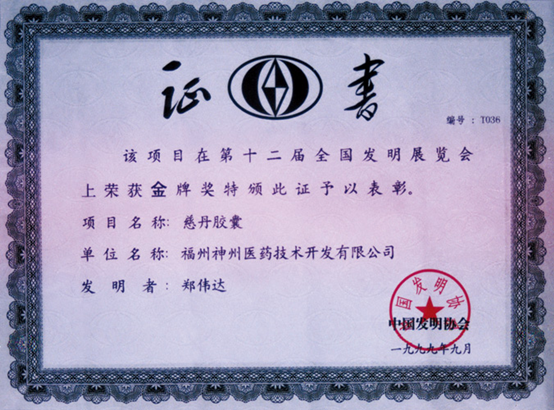 证 书
编号：T036
该项目在第十二届全国发明展览会
上荣获金牌奖特颁此证予以表彰。
项目名称：慈丹胶囊
单位名称：福州神州医药技术开发有限公司
发明者：郑伟达
中国发明协会
中国发明协会
一九九九年九月